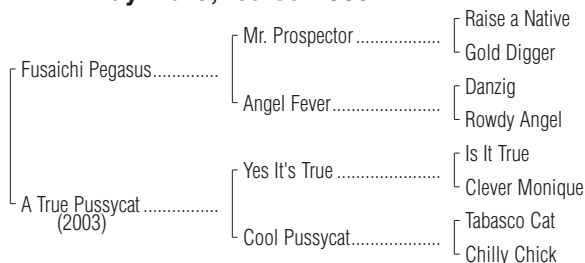 Raise a Native
Mr. Prospector....................
Gold Digger
Fusaichi Pegasus..............
Danzig
Angel Fever.........................
Rowdy Angel
Is It True
Yes It's True .......................
Clever Monique
A True Pussycat ................
(2003)
Tabasco Cat
Cool Pussycat.....................
Chilly Chick